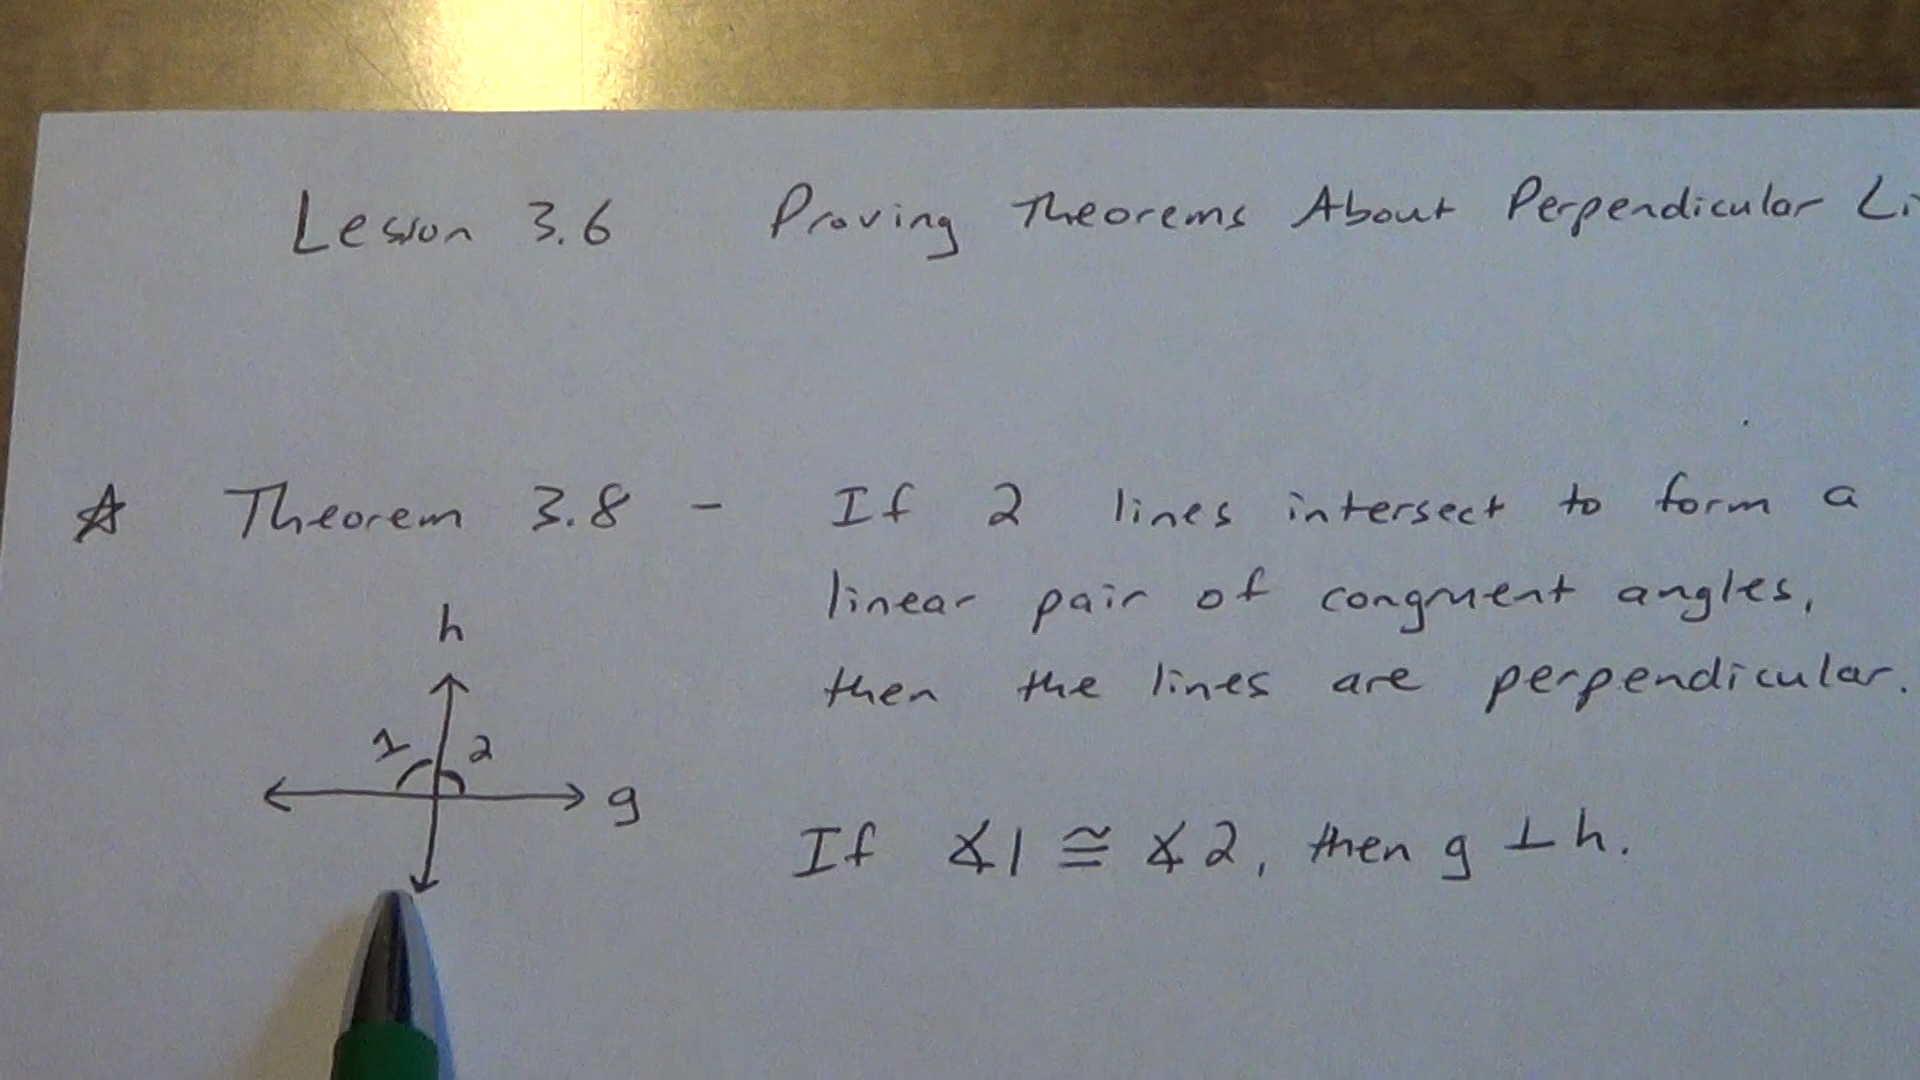 Lesson 3.6 Proving Theorems About Perpendicular Li
☆ Theorem 3.8 - If 2 lines intersect to form a
linear pair of congruent angles,
then the lines are perpendicular.
h
1 2
g
If ∡1 ≅ ∡2, then g ⊥ h.